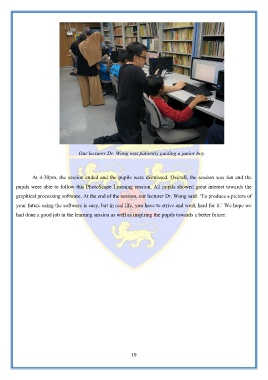 Our lecturer Dr. Wong was patiently guiding a junior boy.
At 4:30pm, the session ended and the pupils were dismissed. Overall, the session was fun and the
pupils were able to follow this PhotoScape Learning session. All pupils showed great interest towards the
graphical processing software. At the end of the session, our lecturer Dr. Wong said: 'To produce a picture of
your future using the software is easy, but in real life, you have to strive and work hard for it.' We hope we
had done a good job in the learning session as well as inspiring the pupils towards a better future.
19